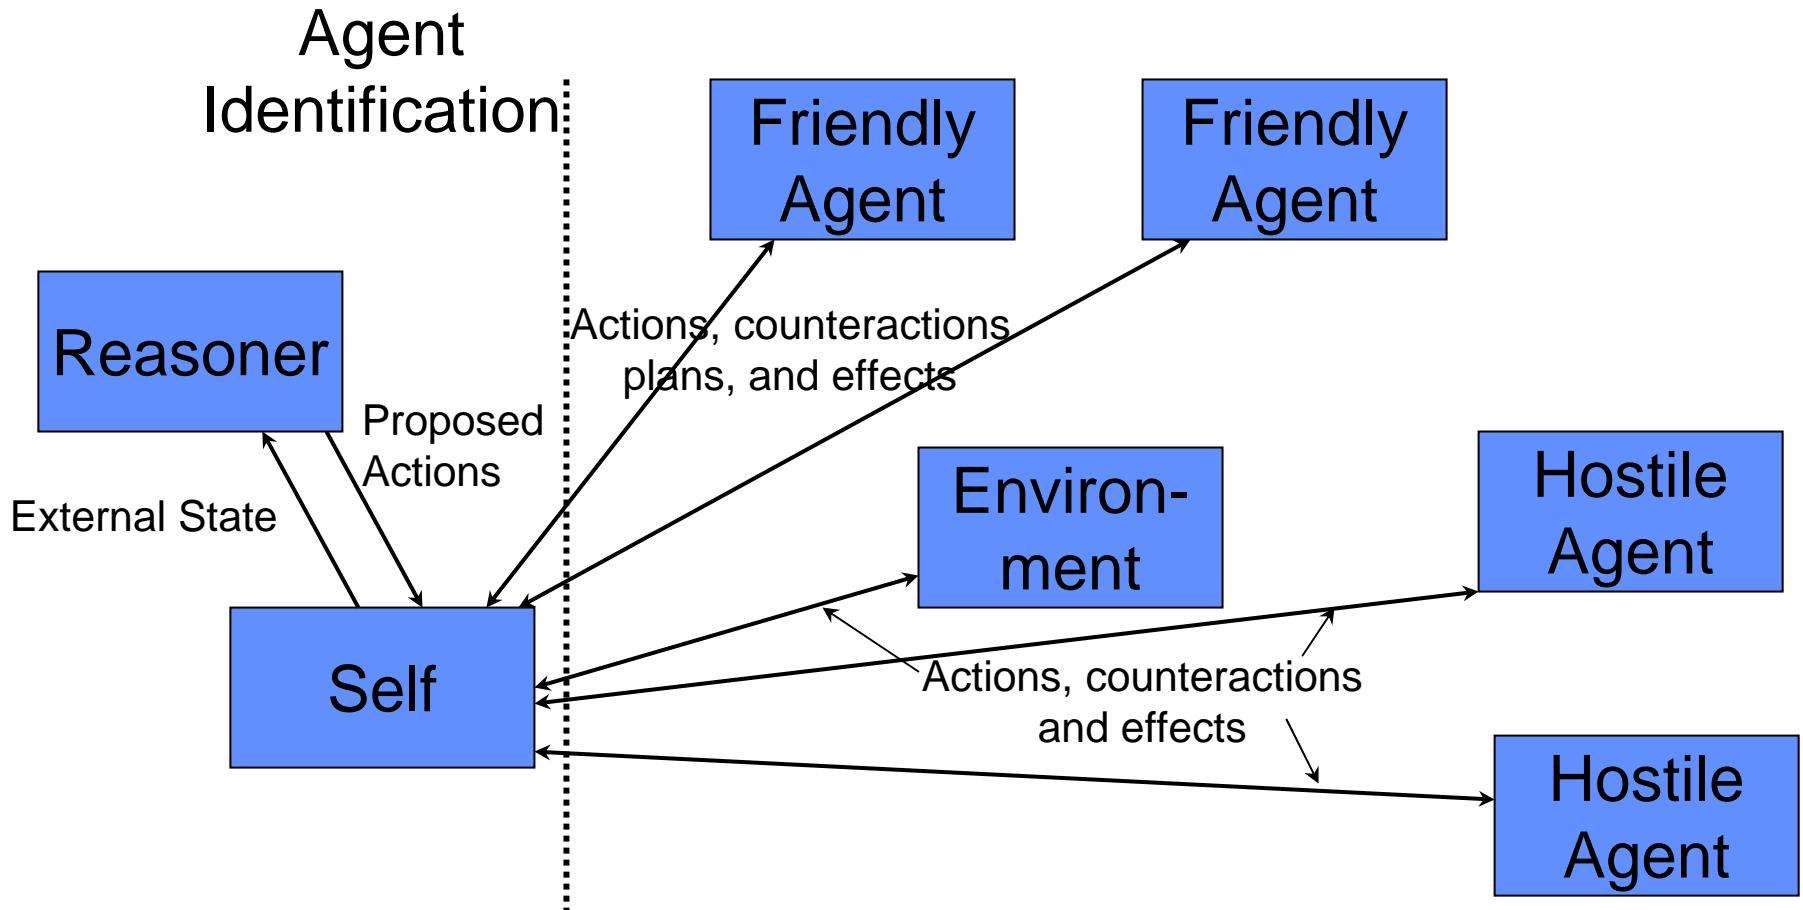 Agent
Identification
Friendly
Agent
Friendly
Agent
Reasoner
Actions, counteractions
plans, and effects
Proposed
Actions
External State
Environ-
ment
Hostile
Agent
Self
Actions, counteractions
and effects
Hostile
Agent